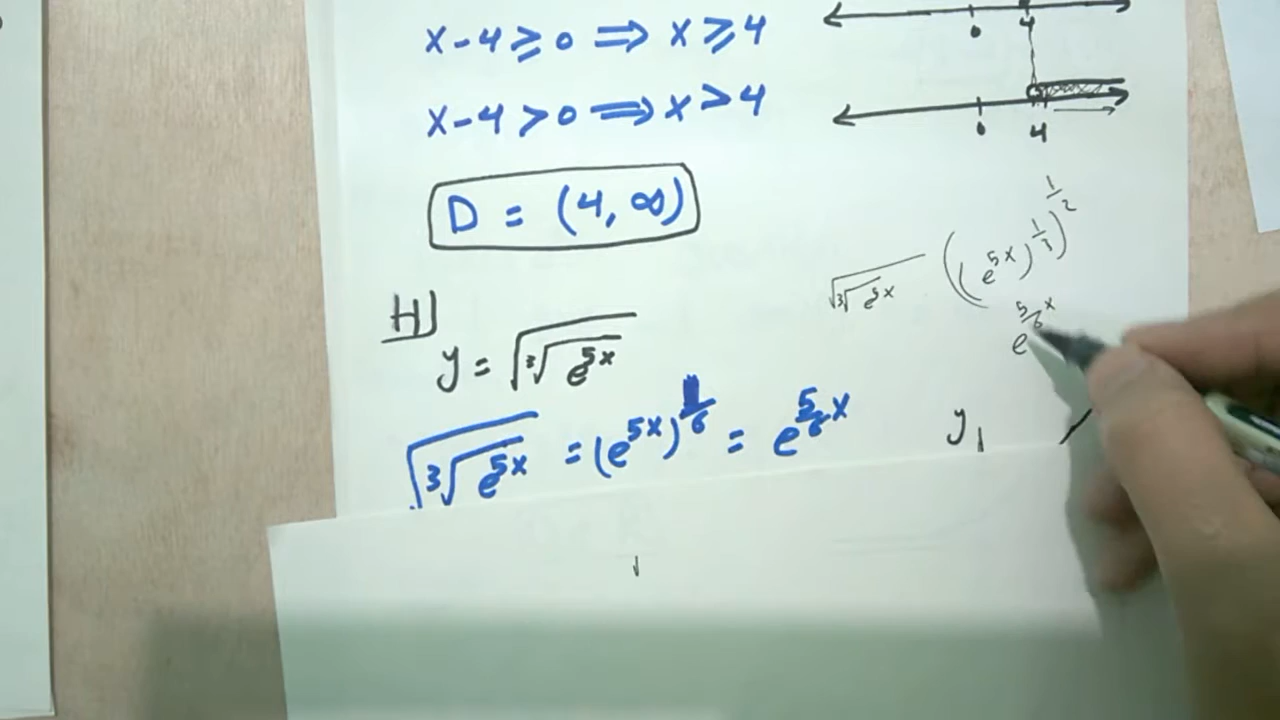 x-4≥0 ⟹ x≥4
0 4
x-4>0 ⟹ x>4
0 4
D = (4, ∞)
√(∛(e^(5x))) ((e^(5x))^(1/3))^(1/2)
e^(5/6 x)
H)
y = √(∛(e^(5x)))
√(∛(e^(5x))) = (e^(5x))^(1/6) = e^(5/6 x)
y